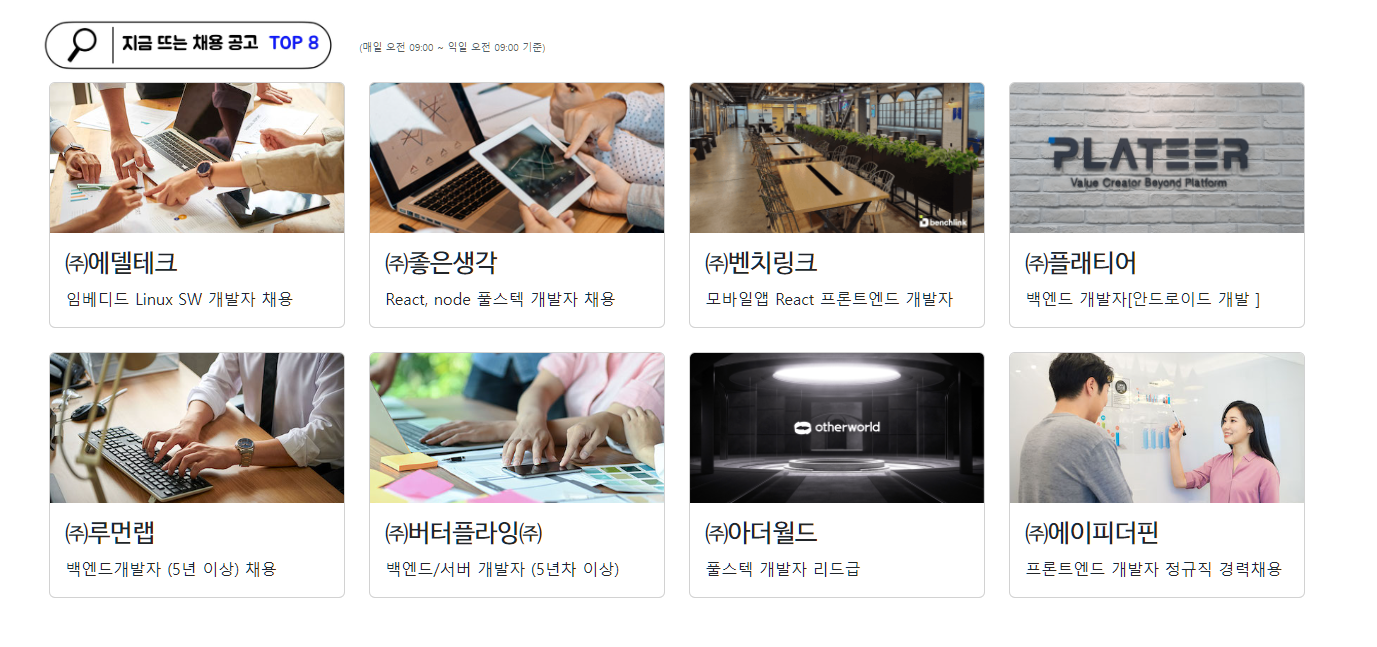 지금 뜨는 채용 공고 TOP 8
(매일 오전 09:00 ~ 익일 오전 09:00 기준)
benchlink
PLATEER
Value Creator Beyond Platform
㈜에델테크
㈜좋은생각
㈜벤치링크
㈜플래티어
임베디드 Linux SW 개발자 채용
React, node 풀스텍 개발자 채용
모바일앱 React 프론트엔드 개발자
백엔드 개발자[안드로이드 개발 ]
otherworld
㈜루먼랩
㈜버터플라잉㈜
㈜아더월드
㈜에이피더핀
백엔드개발자 (5년 이상) 채용
백엔드/서버 개발자 (5년차 이상)
풀스텍 개발자 리드급
프론트엔드 개발자 정규직 경력채용